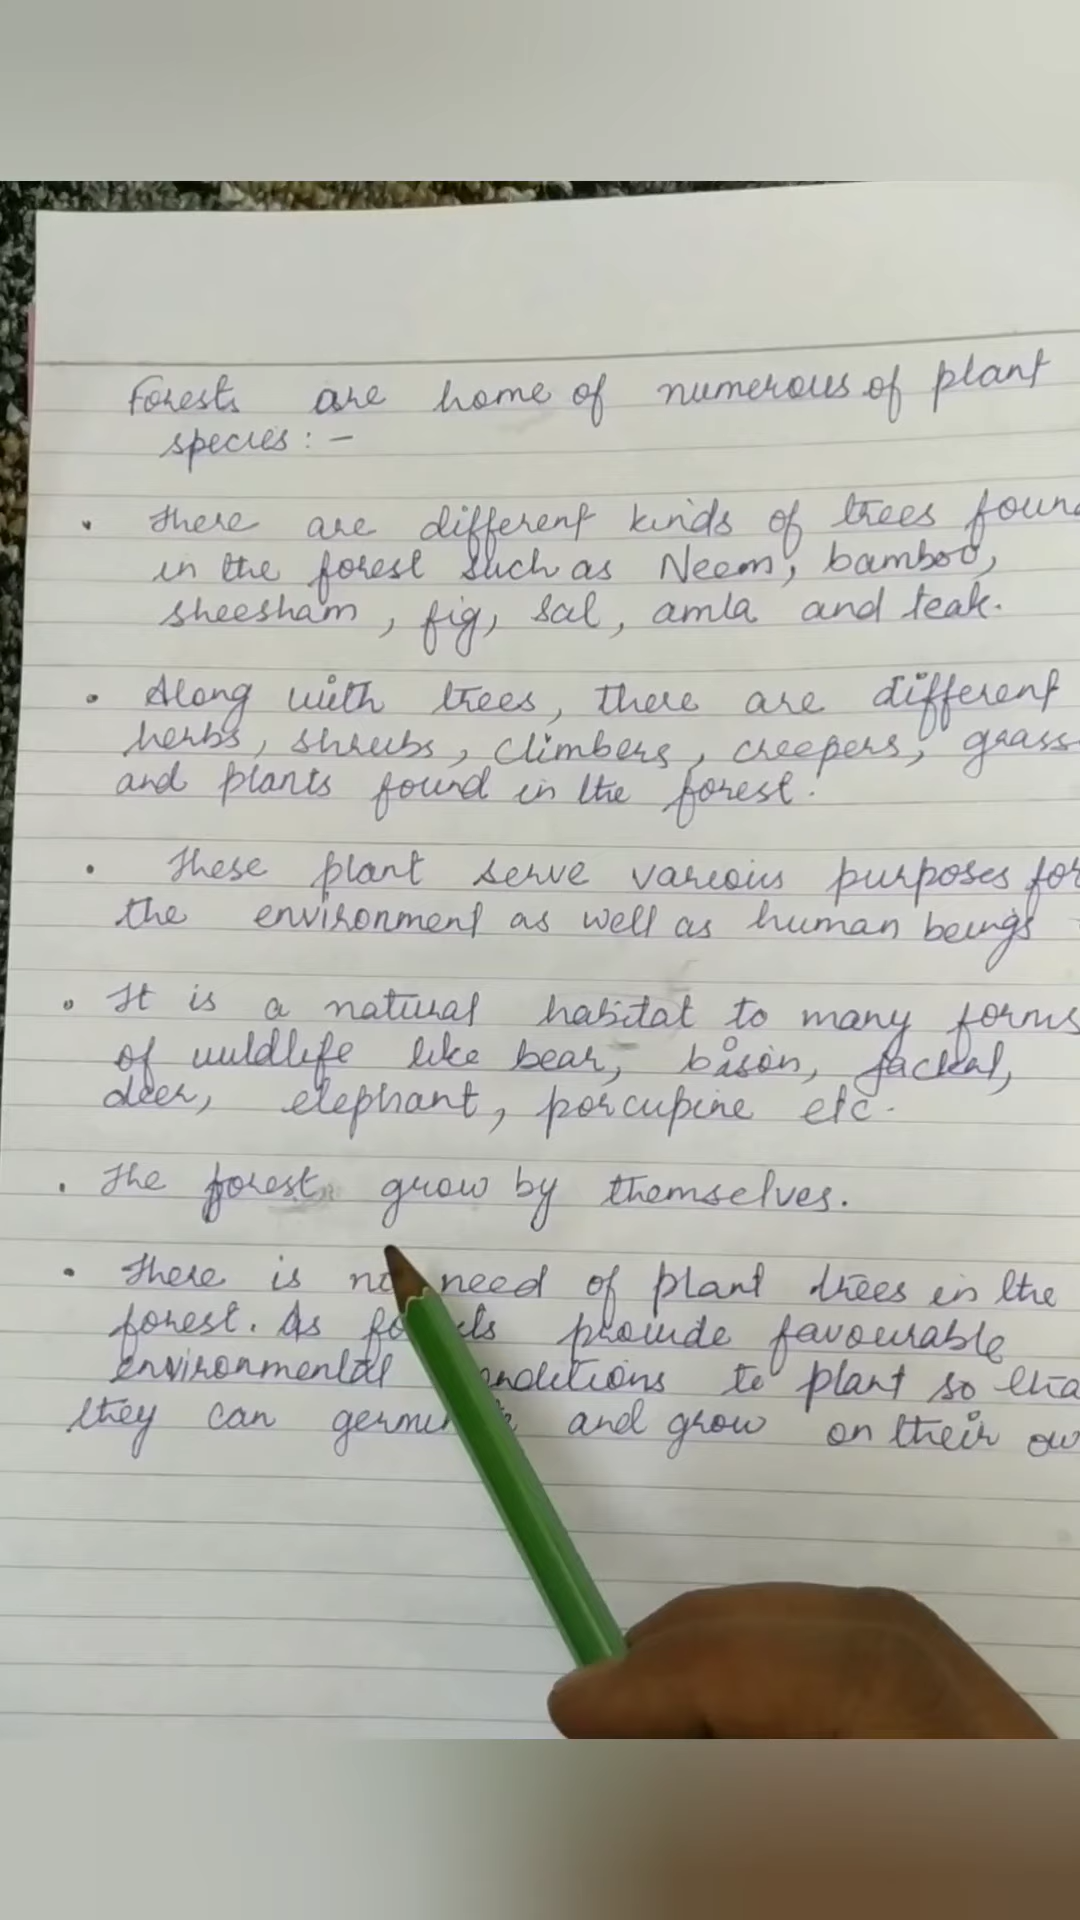 Forests are home of numerous of plant
species:-
• There are different kinds of trees foun
in the forest such as Neem, bamboo,
sheesham, fig, sal, amla and teak.
• Along with trees, there are different
herbs, shrubs, climbers, creepers, grass
and plants found in the forest.
• These plant serve various purposes for
the environment as well as human beings
• It is a natural habitat to many forms
of wildlife like bear, bison, jackal,
deer, elephant, porcupine etc.
• The forest grow by themselves.
• There is no need of plant trees in the
forest. As provide favourable
environmental to plant so
they can and grow on their